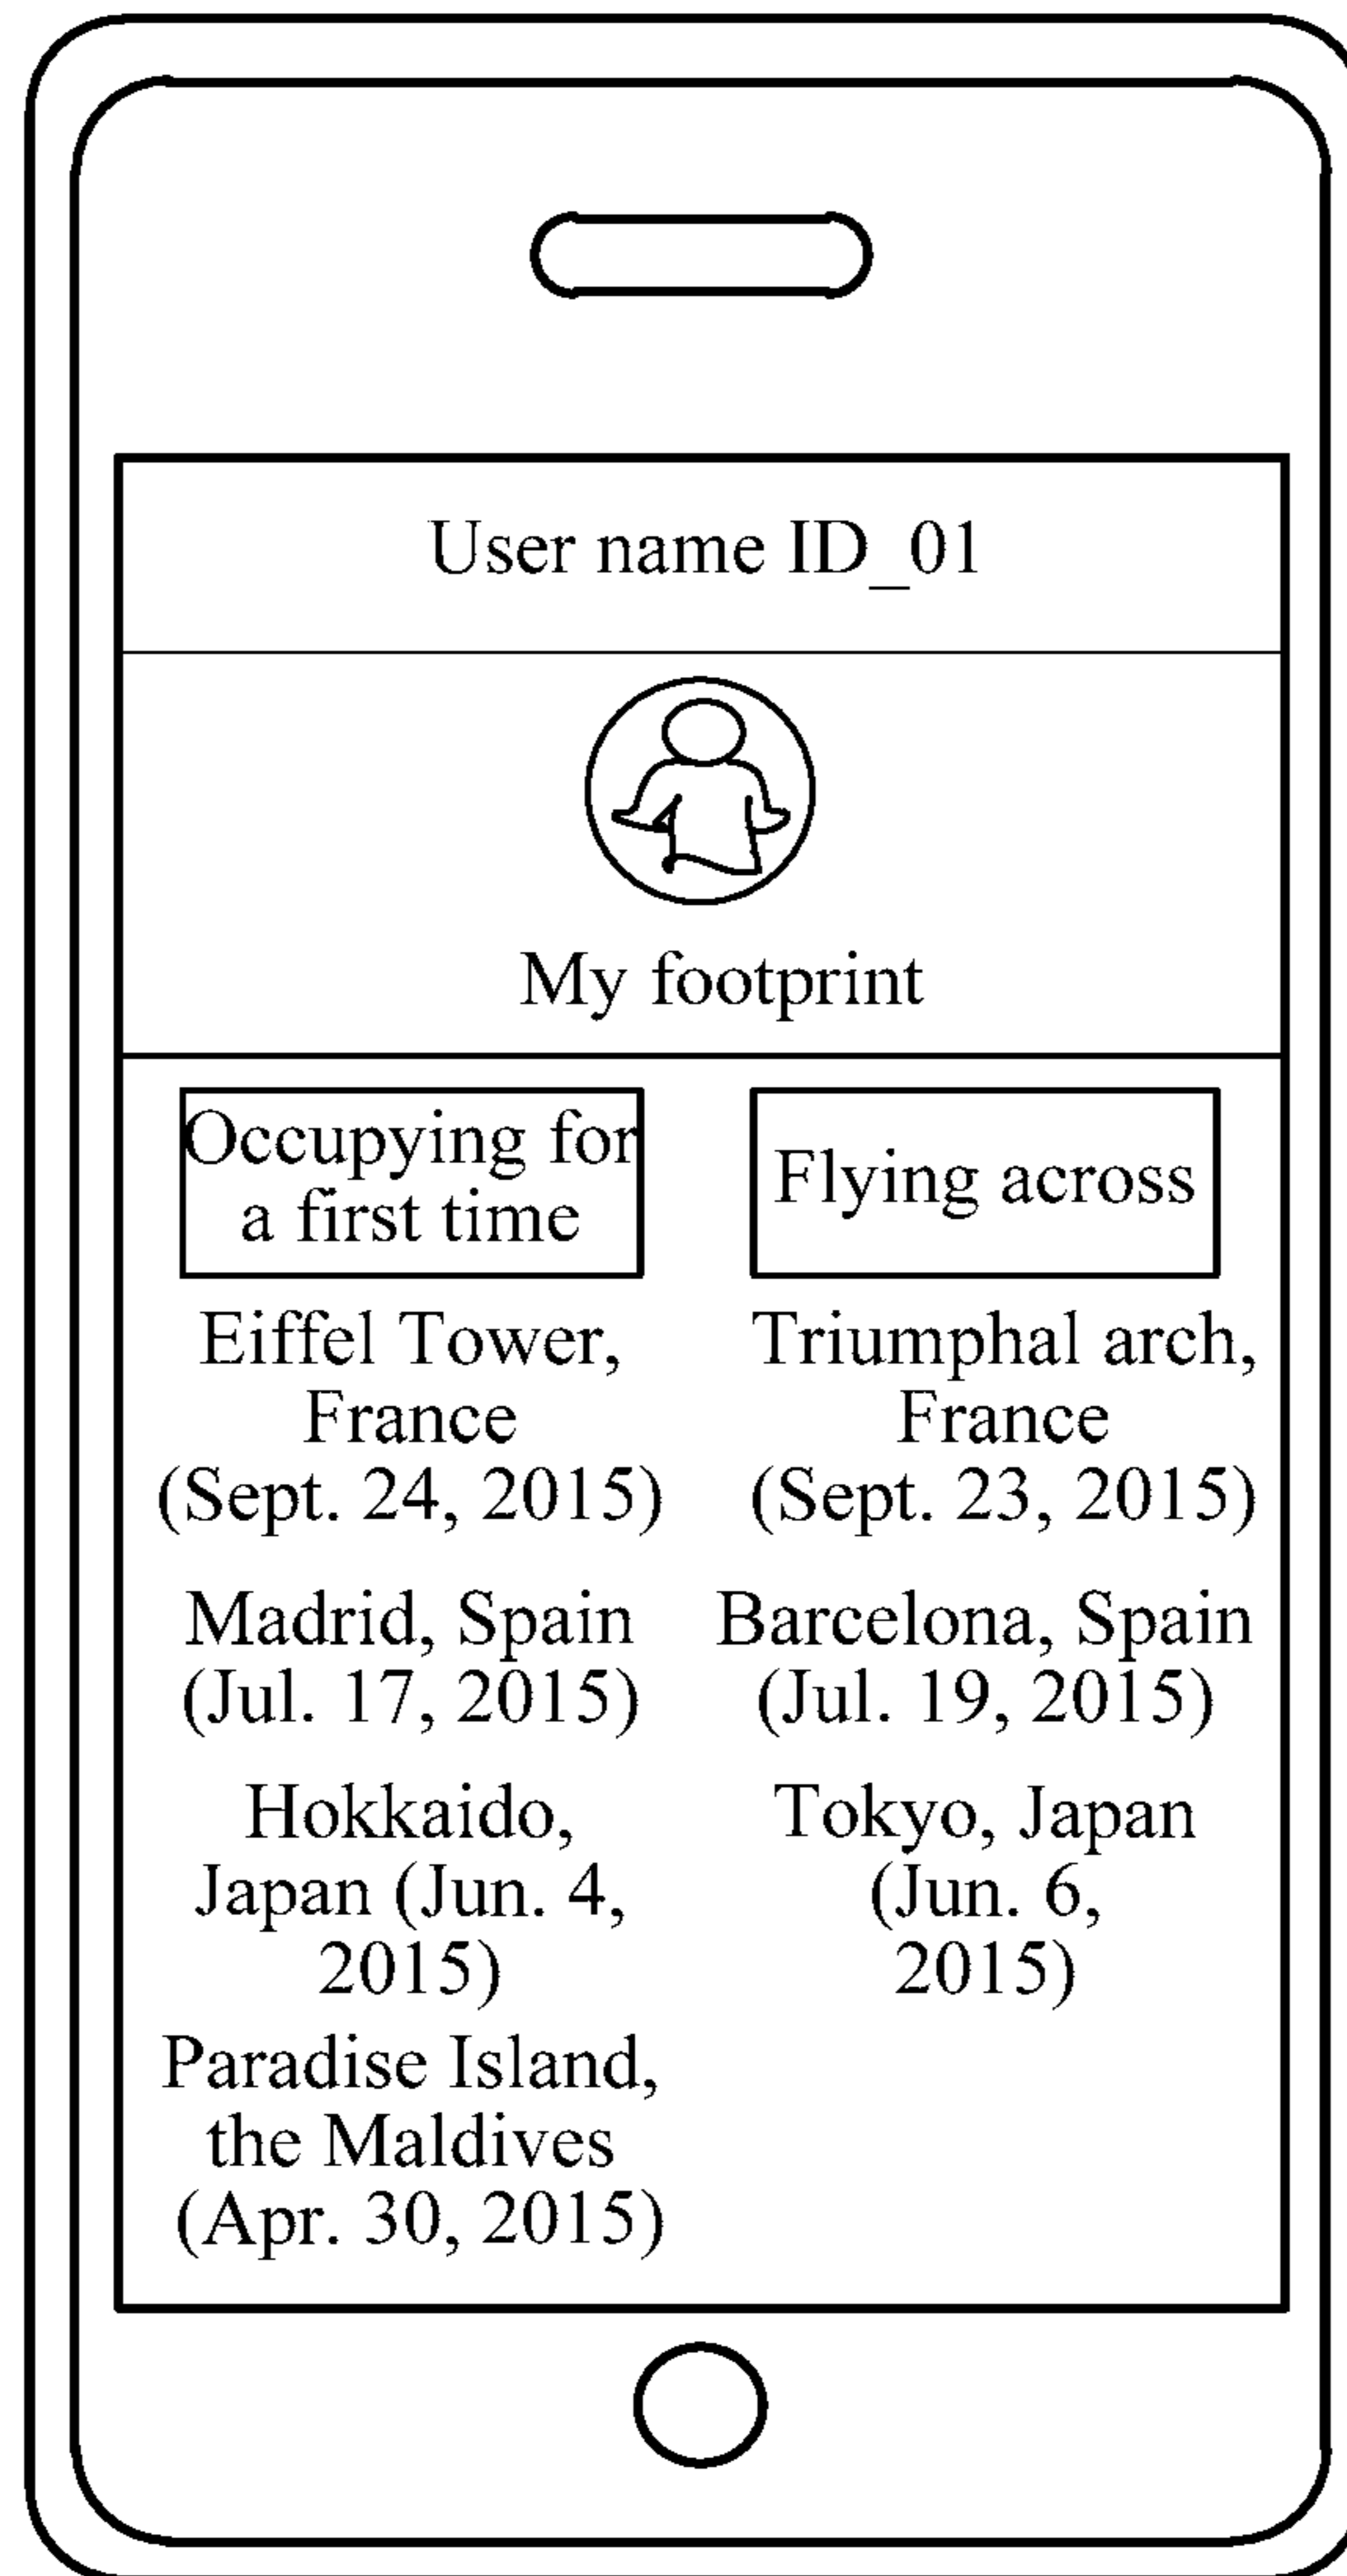 User name ID_01
My footprint
Occupying for
a first time
Flying across
Eiffel Tower,
France
(Sept. 24, 2015)
Triumphal arch,
France
(Sept. 23, 2015)
Madrid, Spain
(Jul. 17, 2015)
Barcelona, Spain
(Jul. 19, 2015)
Hokkaido,
Japan (Jun. 4,
2015)
Tokyo, Japan
(Jun. 6,
2015)
Paradise Island,
the Maldives
(Apr. 30, 2015)